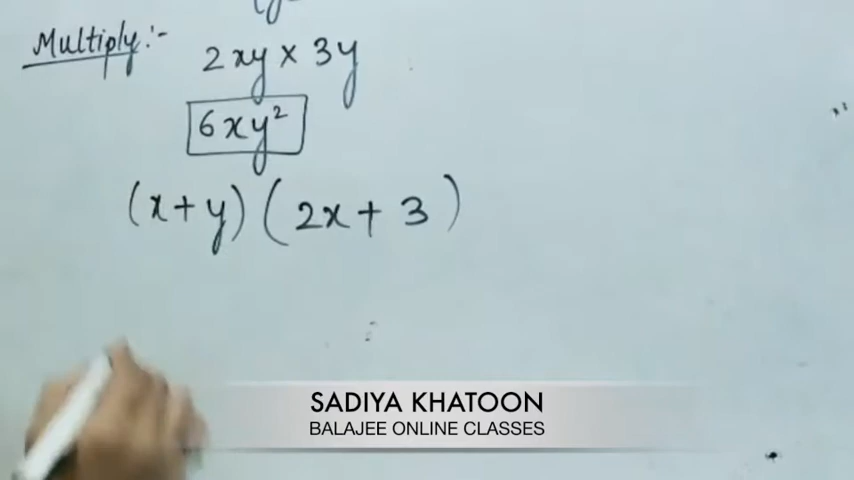 Multiply:-
2xy × 3y
6xy²
(x+y) (2x+3)
SADIYA KHATOON
BALAJEE ONLINE CLASSES